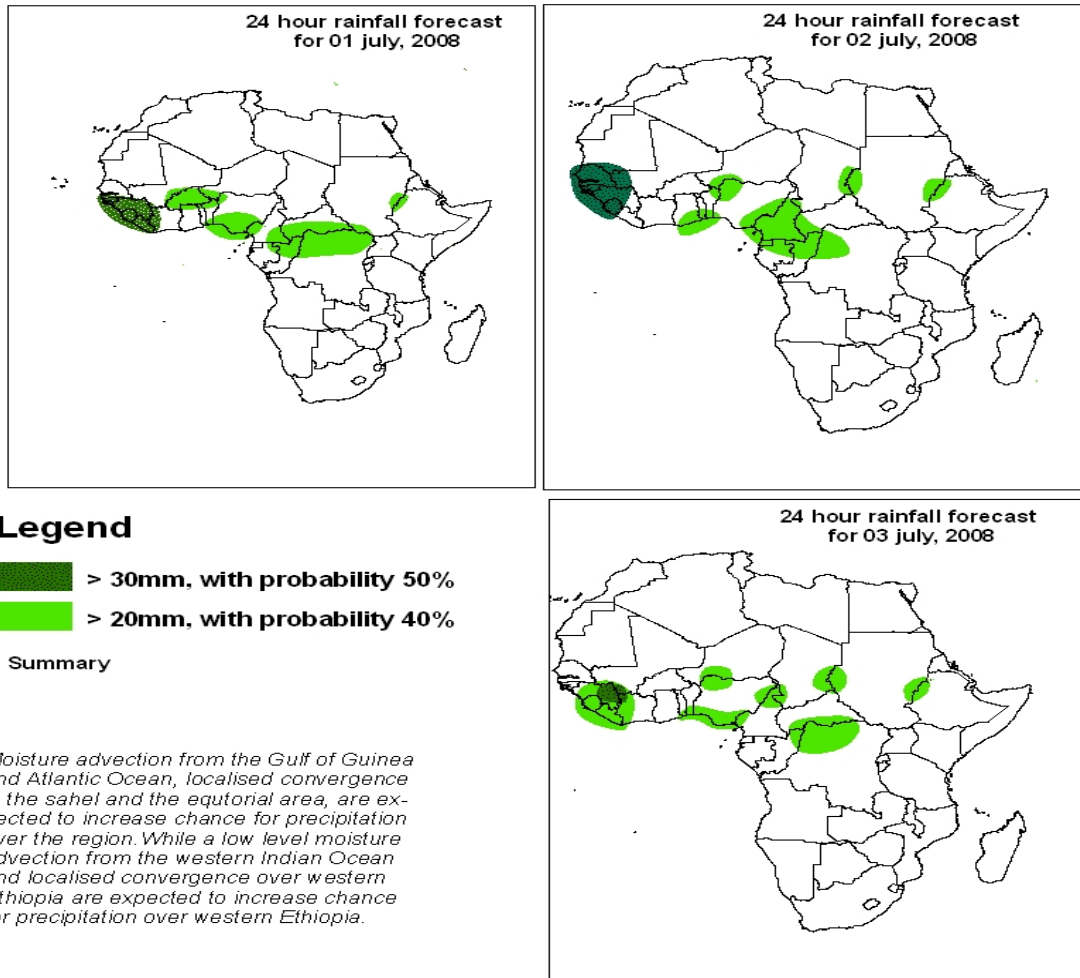 24 hour rainfall forecast
for 01 july, 2008
24 hour rainfall forecast
for 02 july, 2008
Legend
> 30mm, with probability 50%
> 20mm, with probability 40%
Summary
oisture advection from the Gulf of Guinea
nd Atlantic Ocean, localised convergence
the sahel and the equtorial area, are ex-
ected to increase chance for precipitation
ver the region. While a low level moisture
dvection from the western Indian Ocean
nd localised convergence over western
thiopia are expected to increase chance
r precipitation over western Ethiopia.
24 hour rainfall forecast
for 03 july, 2008